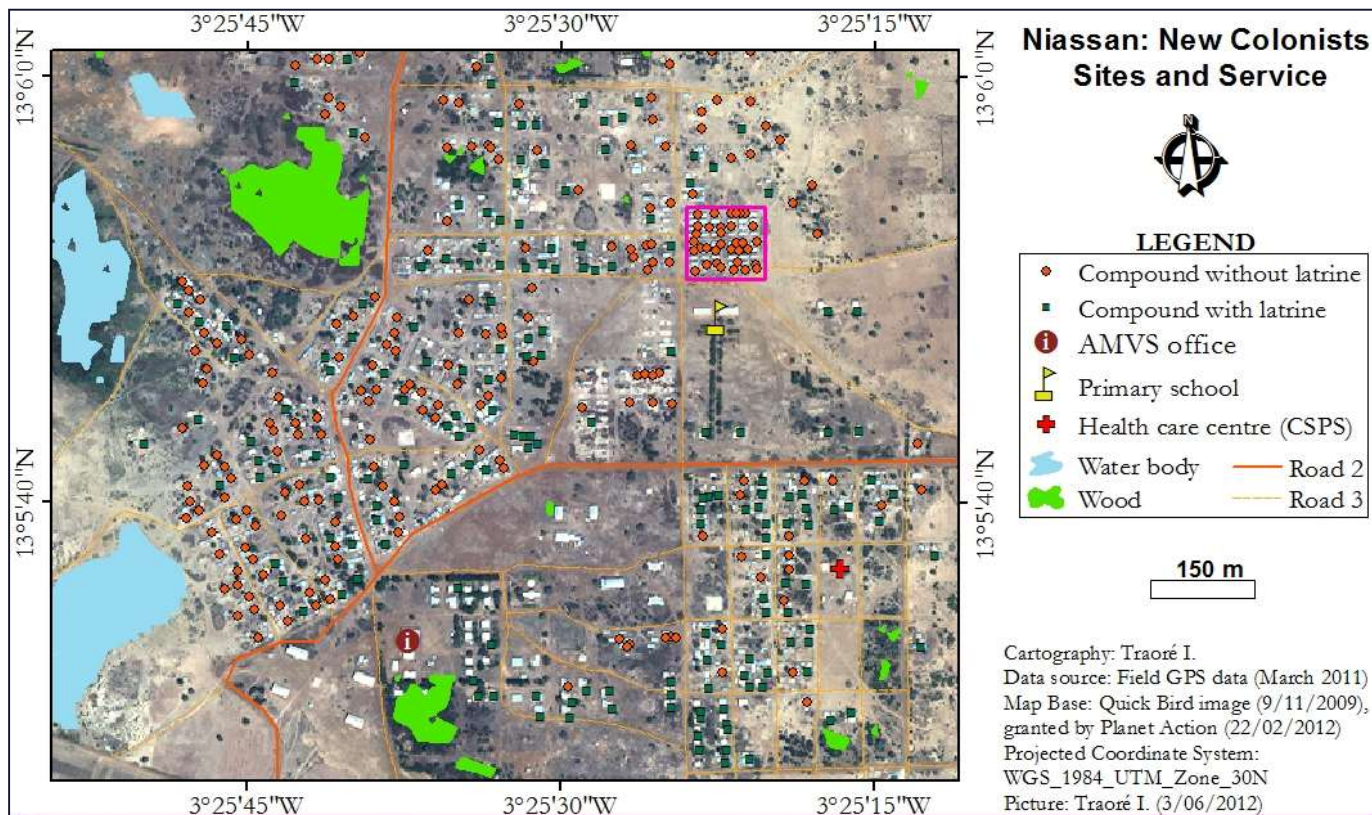 3°25'45"W 3°25'30"W 3°25'15"W
13°6'0"N
13°5'40"N
i
13°6'0"N
13°5'40"N
3°25'45"W 3°25'30"W 3°25'15"W
Niassan: New Colonists
Sites and Service
N
LEGEND
Compound without latrine
Compound with latrine
i AMVS office
Primary school
Health care centre (CSPS)
Water body Road 2
Wood Road 3
150 m
Cartography: Traoré I.
Data source: Field GPS data (March 2011)
Map Base: Quick Bird image (9/11/2009),
granted by Planet Action (22/02/2012)
Projected Coordinate System:
WGS_1984_UTM_Zone_30N
Picture: Traoré I. (3/06/2012)